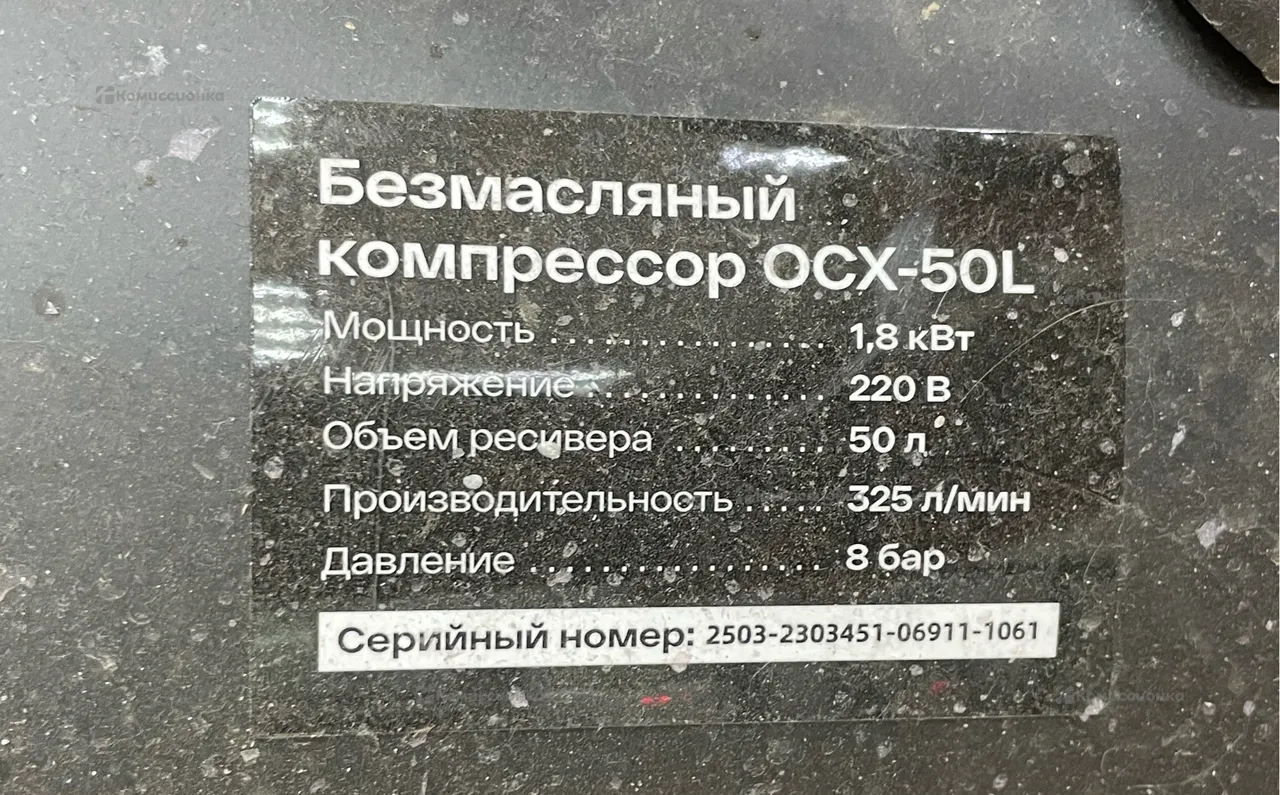 Комиссионка
Безмасляный
компрессор OCX-50L
Мощность ................ 1,8 кВт
Напряжение .............. 220 В
Объем ресивера .......... 50 л
Производительность ..... 325 л/мин
Давление ................. 8 бар
Серийный номер: 2503-2303451-06911-1061
Комиссионка